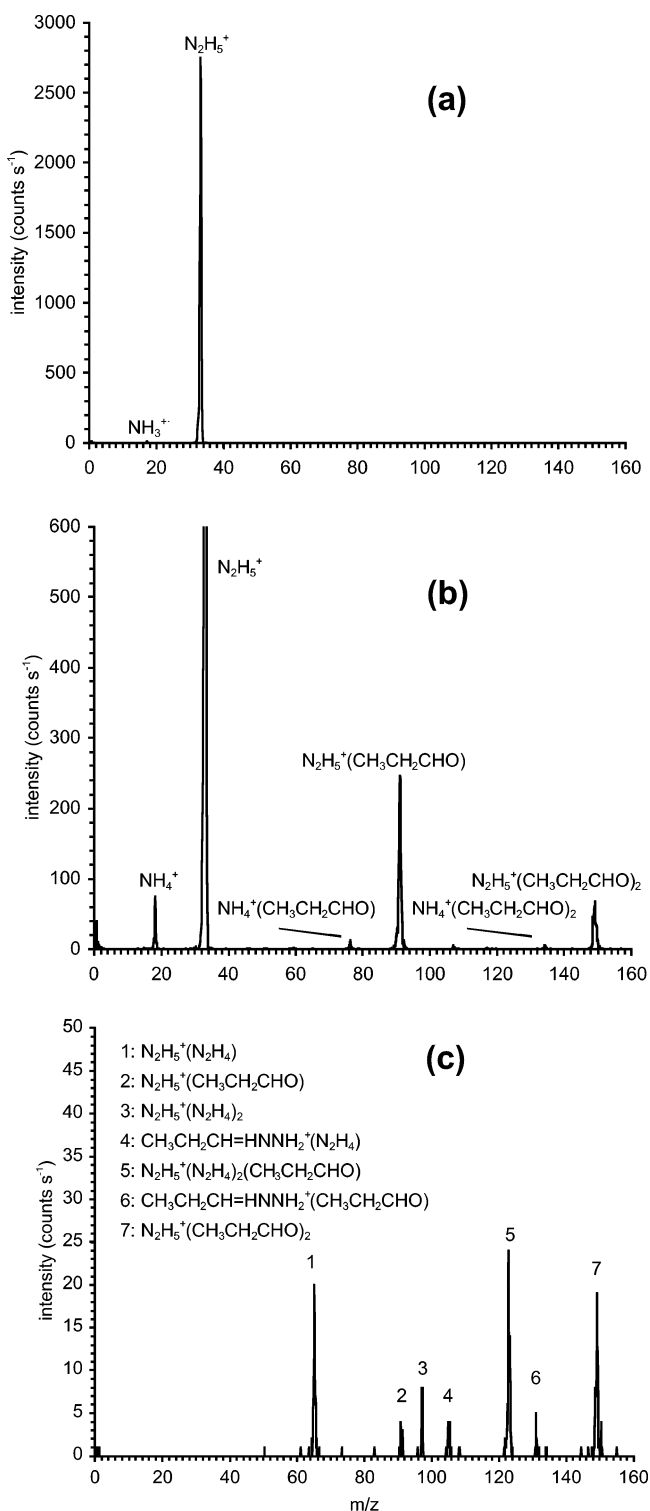 (a)
intensity (counts s⁻¹)
3000
2500
2000
1500
1000
500
0
N₂H₅⁺
NH₃⁺·
0 20 40 60 80 100 120 140 160
(b)
intensity (counts s⁻¹)
600
500
400
300
200
100
0
N₂H₅⁺
N₂H₅⁺(CH₃CH₂CHO)
NH₄⁺
N₂H₅⁺(CH₃CH₂CHO)₂
NH₄⁺(CH₃CH₂CHO)
NH₄⁺(CH₃CH₂CHO)₂
0 20 40 60 80 100 120 140 160
(c)
intensity (counts s⁻¹)
50
45
40
35
30
25
20
15
10
5
0
1: N₂H₅⁺(N₂H₄)
2: N₂H₅⁺(CH₃CH₂CHO)
3: N₂H₅⁺(N₂H₄)₂
4: CH₃CH₂CH=HNNH₂⁺(N₂H₄)
5: N₂H₅⁺(N₂H₄)₂(CH₃CH₂CHO)
6: CH₃CH₂CH=HNNH₂⁺(CH₃CH₂CHO)
7: N₂H₅⁺(CH₃CH₂CHO)₂
1
2
3
4
5
6
7
0 20 40 60 80 100 120 140 160
m/z